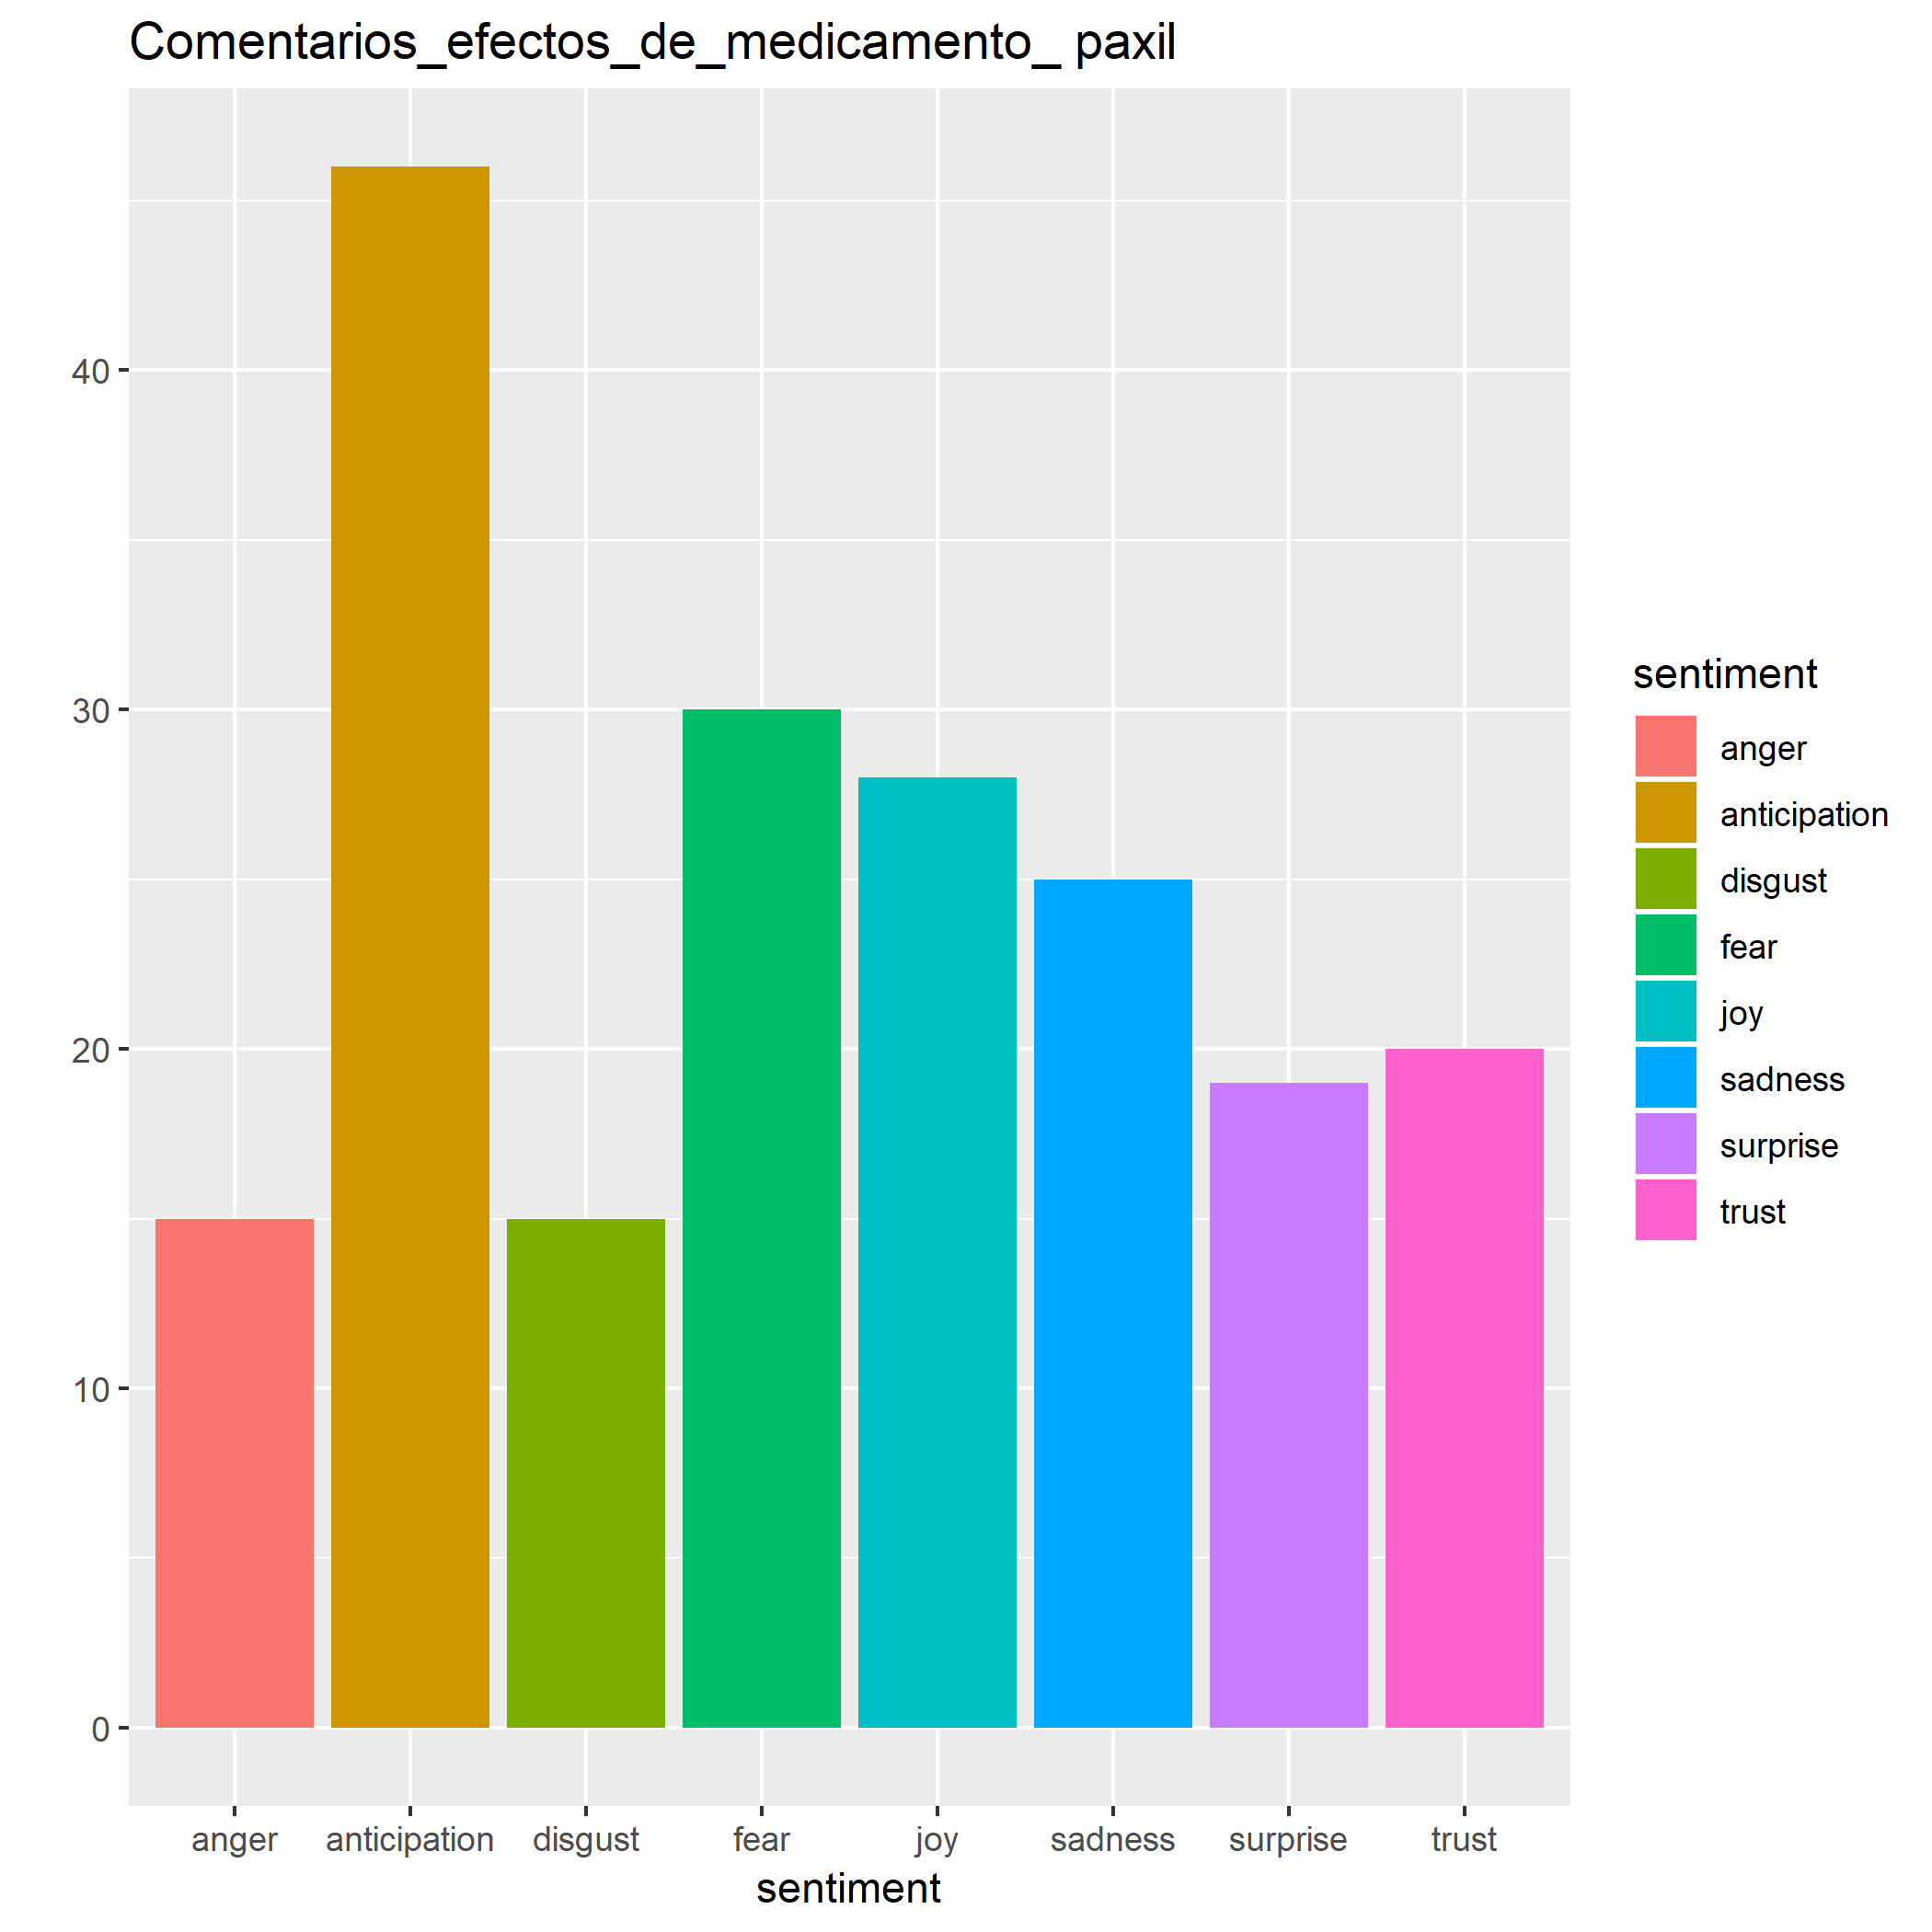 Comentarios_efectos_de_medicamento_ paxil
40
30
20
10
0
anger anticipation disgust fear joy sadness surprise trust
sentiment
sentiment
anger
anticipation
disgust
fear
joy
sadness
surprise
trust